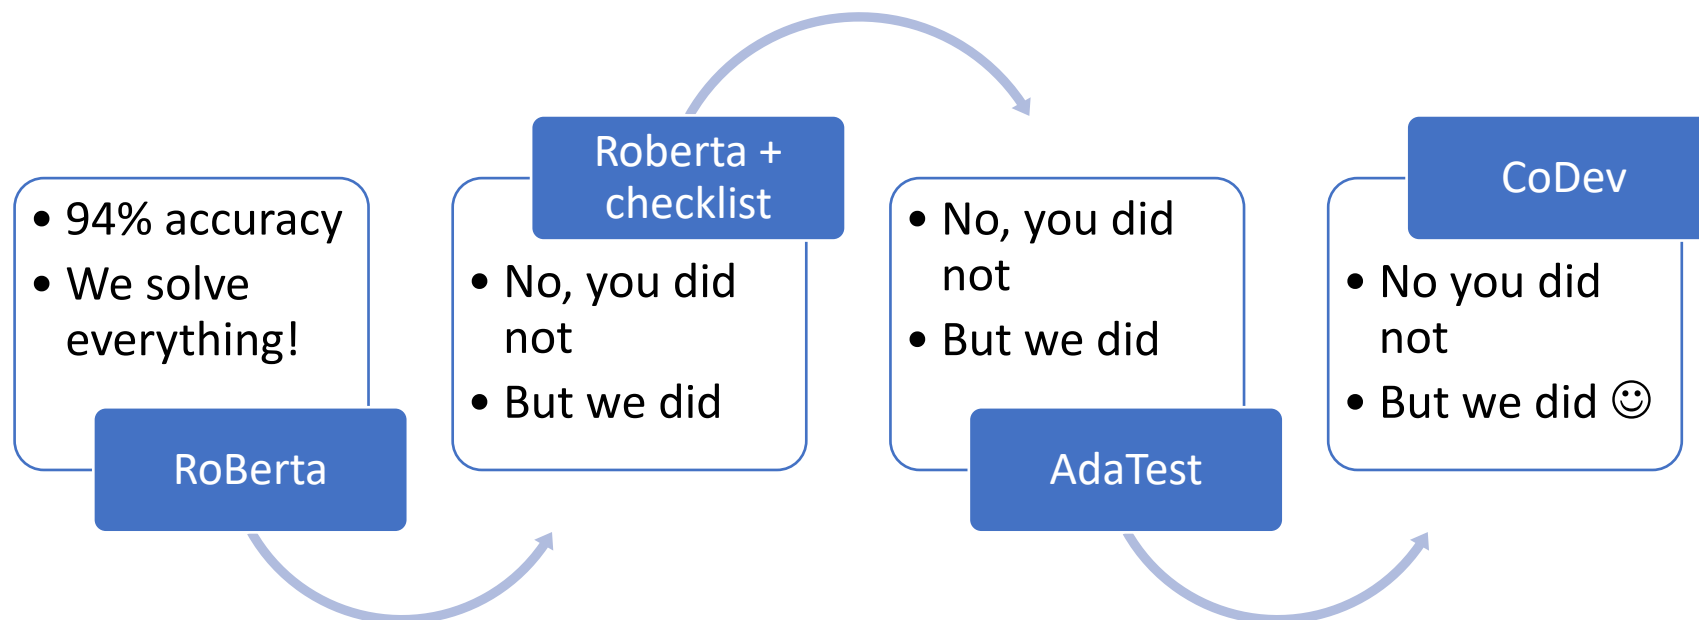 • 94% accuracy
• We solve
everything!
RoBerta
Roberta +
checklist
• No, you did
not
• But we did
• No, you did
not
• But we did
AdaTest
CoDev
• No you did
not
• But we did ☺